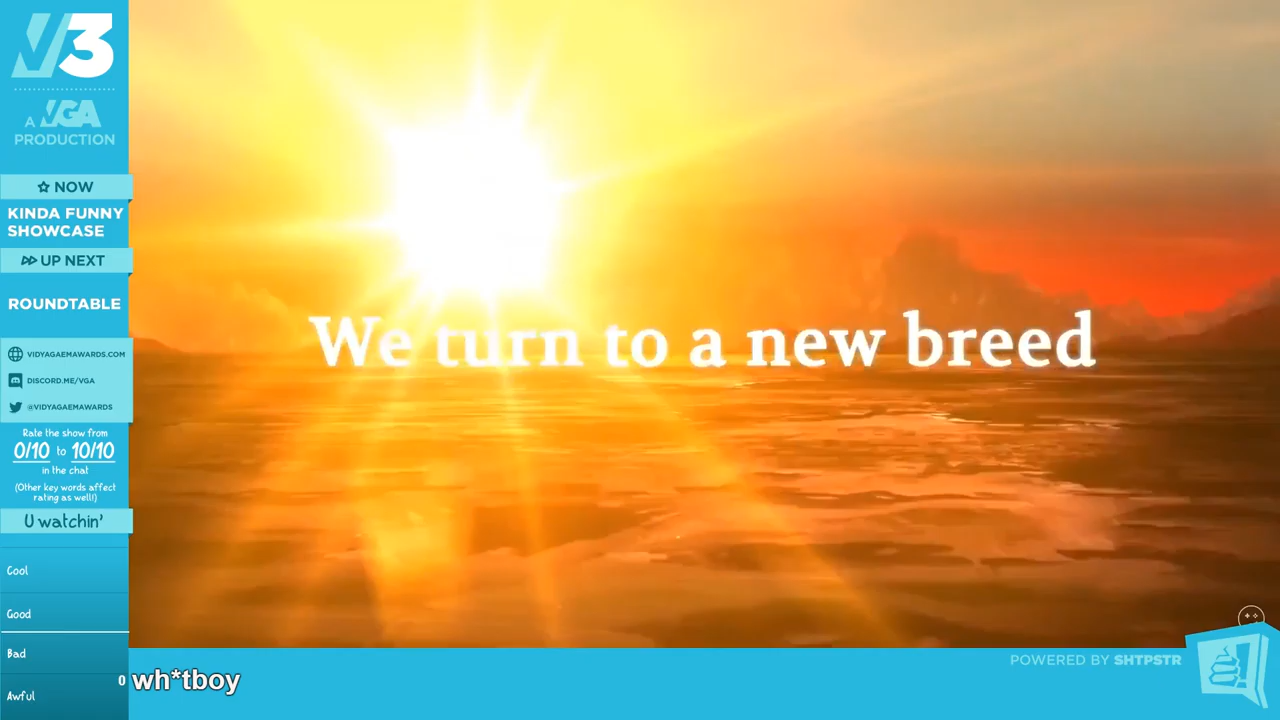 V3
A VGA
PRODUCTION
NOW
KINDA FUNNY
SHOWCASE
UP NEXT
ROUNDTABLE
VIDYAGAEMAWARDS.COM
DISCORD.ME/VGA
@VIDYAGAEMAWARDS
Rate the show from
0/10 to 10/10
in the chat
(Other key words affect
rating as well!)
U watchin'
Cool
Good
Bad
Awful
We turn to a new breed
0 wh*tboy
POWERED BY SHTPSTR